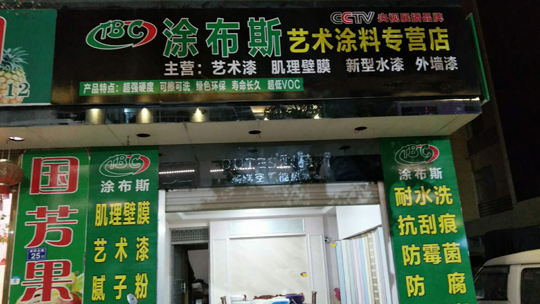 TBC
涂布斯
CCTV 央视展播品牌
艺术涂料专营店
主营：艺术漆 肌理壁膜 新型水漆 外墙漆
产品特点：超强硬度 可擦可洗 绿色环保 寿命长久 超低VOC
12
国芳果
25
TBC
涂布斯
肌理壁膜
艺术漆
腻子粉
TBC
涂布斯
耐水洗
抗刮痕
防霉菌
防腐